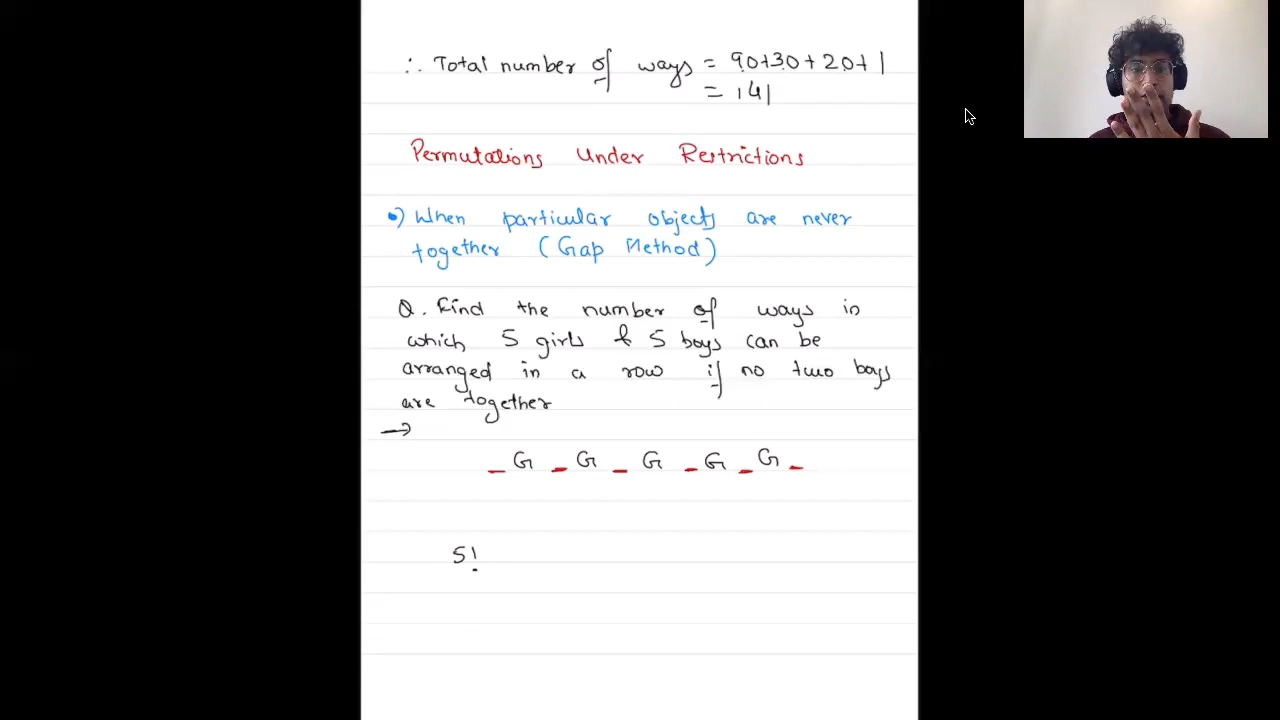 ∴ Total number of ways = 90+30+20+1
= 141
Permutations Under Restrictions
•) When particular objects are never
together (Gap Method)
Q. Find the number of ways in
which 5 girls & 5 boys can be
arranged in a row if no two boys
are together
→
_ G _ G _ G _ G _ G _
5!